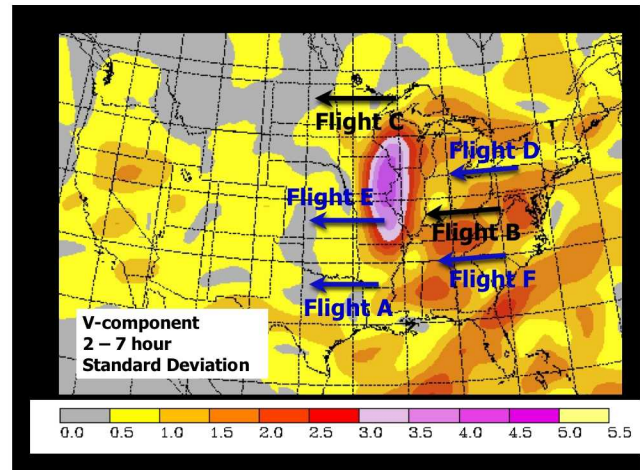 Flight C
Flight D
Flight E
Flight B
Flight F
Flight A
V-component
2 – 7 hour
Standard Deviation
0.0 0.5 1.0 1.5 2.0 2.5 3.0 3.5 4.0 4.5 5.0 5.5